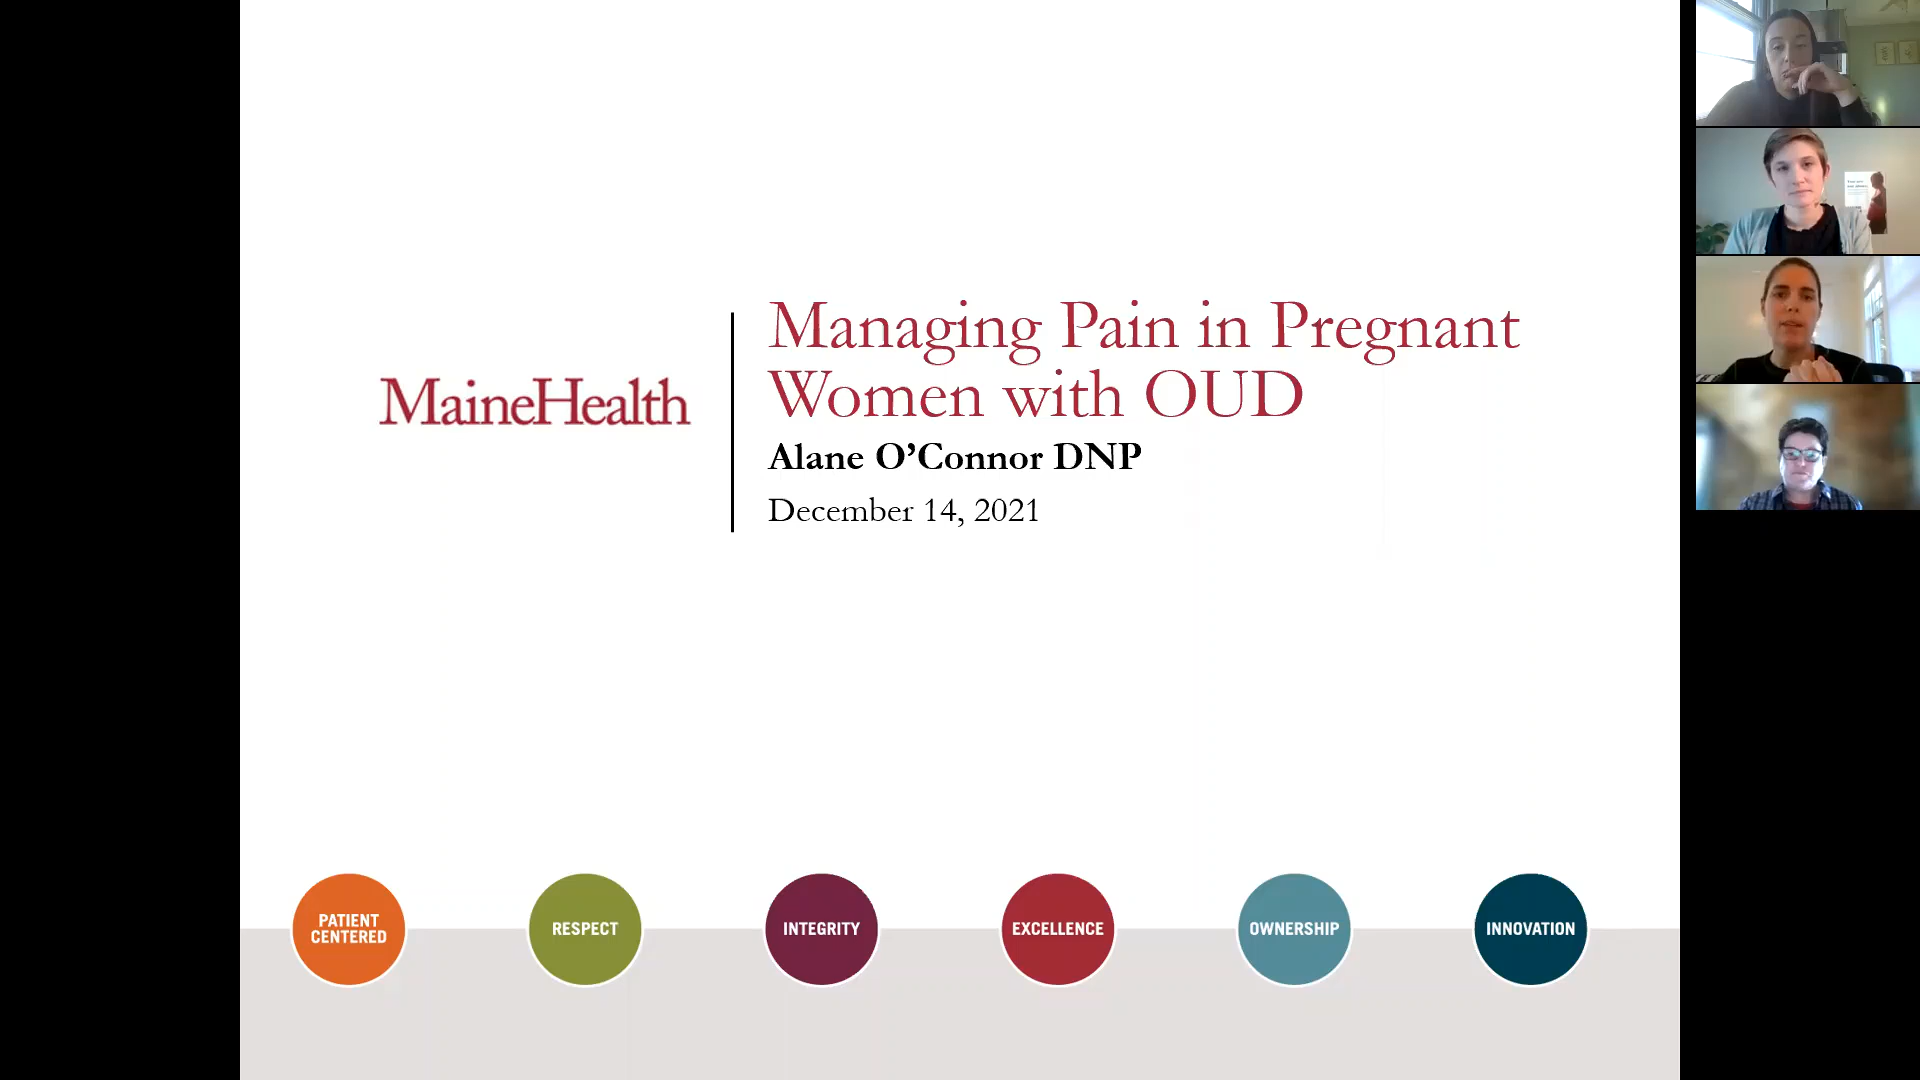 MaineHealth
Managing Pain in Pregnant
Women with OUD
Alane O’Connor DNP
December 14, 2021
PATIENT
CENTERED
RESPECT
INTEGRITY
EXCELLENCE
OWNERSHIP
INNOVATION